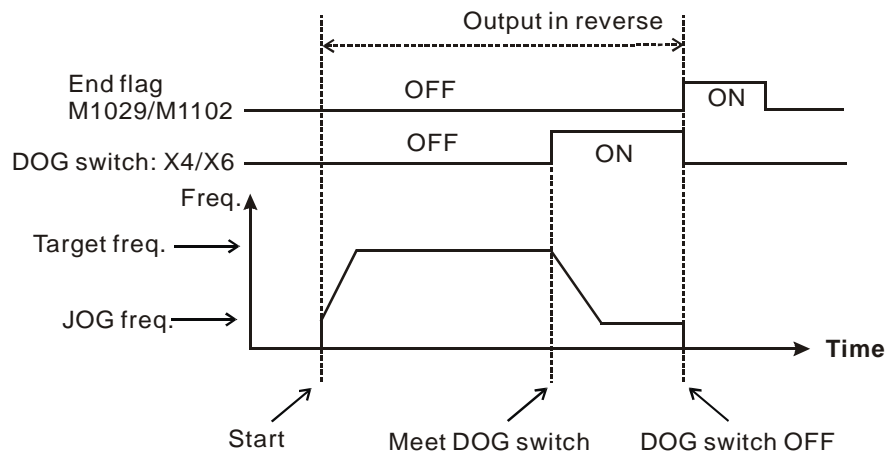 Output in reverse
End flag
M1029/M1102
OFF
ON
DOG switch: X4/X6
OFF
ON
Freq.
Target freq.
JOG freq.
Time
Start
Meet DOG switch
DOG switch OFF